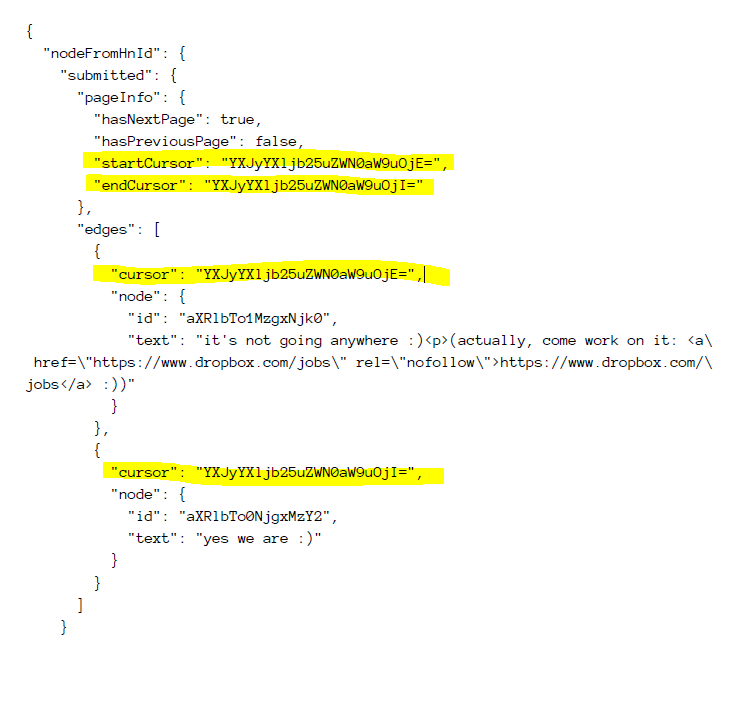 {
"nodeFromHnId": {
"submitted": {
"pageInfo": {
"hasNextPage": true,
"hasPreviousPage": false,
"startCursor": "YXJyYXljb25uZWN0aW9uOjE=",
"endCursor": "YXJyYXljb25uZWN0aW9uOjI="
},
"edges": [
{
"cursor": "YXJyYXljb25uZWN0aW9uOjE=",
"node": {
"id": "aXRlbTo1MzgxNjk0",
"text": "it's not going anywhere :)<p>(actually, come work on it: <a\
href=\"https://www.dropbox.com/jobs\" rel=\"nofollow\">https://www.dropbox.com/\
jobs</a> :))"
}
},
{
"cursor": "YXJyYXljb25uZWN0aW9uOjI=",
"node": {
"id": "aXRlbTo0NjgxMzY2",
"text": "yes we are :)"
}
}
]
}